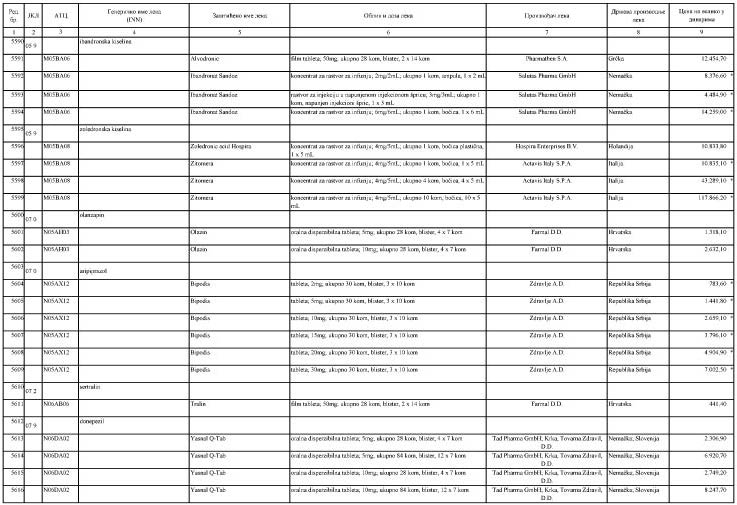 Ред. бр. ЈКЛ АТЦ Генеричко име лека (INN) Заштићено име лека Облик и доза лека Произвођач лека Држава производње лека Цена на велико у динарима
1 2 3 4 5 6 7 8 9
5590 05 9 ibandronska kiselina
5591 M05BA06 Alvodronic film tableta; 50mg, ukupno 28 kom, blister, 2 x 14 kom Pharmathen S.A. Grčka 12.454,70
5592 M05BA06 Ibandronat Sandoz koncentrat za rastvor za infuziju; 2mg/2mL; ukupno 1 kom, ampula, 1 x 2 mL Salutas Pharma GmbH Nemačka 8.376,60 *
5593 M05BA06 Ibandronat Sandoz rastvor za injekciju u napunjenom injekcionom špricu; 3mg/3mL; ukupno 1 kom, napunjen injekcioni špric, 1 x 3 mL Salutas Pharma GmbH Nemačka 4.484,90 *
5594 M05BA06 Ibandronat Sandoz koncentrat za rastvor za infuziju; 6mg/6mL; ukupno 1 kom, bočica, 1 x 6 mL Salutas Pharma GmbH Nemačka 14.259,00 *
5595 05 9 zoledronska kiselina
5596 M05BA08 Zoledronic acid Hospira koncentrat za rastvor za infuziju; 4mg/5mL; ukupno 1 kom, bočica plastična, 1 x 5 mL Hospira Enterprises B.V. Holandija 10.833,80
5597 M05BA08 Zitomera koncentrat za rastvor za infuziju; 4mg/5mL; ukupno 1 kom, bočica, 1 x 5 mL Actavis Italy S.P.A. Italija 10.835,10 *
5598 M05BA08 Zitomera koncentrat za rastvor za infuziju; 4mg/5mL; ukupno 4 kom, bočica, 4 x 5 mL Actavis Italy S.P.A. Italija 43.289,10 *
5599 M05BA08 Zitomera koncentrat za rastvor za infuziju; 4mg/5mL; ukupno 10 kom, bočica, 10 x 5 mL Actavis Italy S.P.A. Italija 117.866,20 *
5600 07 0 olanzapin
5601 N05AH03 Olazin oralna disperzibilna tableta; 5mg, ukupno 28 kom, blister, 4 x 7 kom Farmal D.D. Hrvatska 1.318,10
5602 N05AH03 Olazin oralna disperzibilna tableta; 10mg; ukupno 28 kom, blister, 4 x 7 kom Farmal D.D. Hrvatska 2.632,10
5603 07 0 aripiprazol
5604 N05AX12 Bipodis tableta; 2mg; ukupno 30 kom, blister, 3 x 10 kom Zdravlje A.D. Republika Srbija 783,60 *
5605 N05AX12 Bipodis tableta; 5mg; ukupno 30 kom, blister, 3 x 10 kom Zdravlje A.D. Republika Srbija 1.441,80 *
5606 N05AX12 Bipodis tableta; 10mg; ukupno 30 kom, blister, 3 x 10 kom Zdravlje A.D. Republika Srbija 2.659,10 *
5607 N05AX12 Bipodis tableta; 15mg; ukupno 30 kom, blister, 3 x 10 kom Zdravlje A.D. Republika Srbija 3.796,10 *
5608 N05AX12 Bipodis tableta; 20mg; ukupno 30 kom, blister, 3 x 10 kom Zdravlje A.D. Republika Srbija 4.904,90 *
5609 N05AX12 Bipodis tableta; 30mg; ukupno 30 kom, blister, 3 x 10 kom Zdravlje A.D. Republika Srbija 7.002,50 *
5610 07 2 sertralin
5611 N06AB06 Tralin film tableta; 50mg; ukupno 28 kom, blister, 2 x 14 kom Farmal D.D. Hrvatska 441,40
5612 07 9 donepezil
5613 N06DA02 Yasnal Q-Tab oralna disperzibilna tableta; 5mg; ukupno 28 kom, blister, 4 x 7 kom Tad Pharma GmbH; Krka, Tovarna Zdravil, D.D. Nemačka; Slovenija 2.306,90
5614 N06DA02 Yasnal Q-Tab oralna disperzibilna tableta; 5mg; ukupno 84 kom, blister, 12 x 7 kom Tad Pharma GmbH; Krka, Tovarna Zdravil, D.D. Nemačka; Slovenija 6.920,70
5615 N06DA02 Yasnal Q-Tab oralna disperzibilna tableta; 10mg; ukupno 28 kom, blister, 4 x 7 kom Tad Pharma GmbH; Krka, Tovarna Zdravil, D.D. Nemačka; Slovenija 2.749,20
5616 N06DA02 Yasnal Q-Tab oralna disperzibilna tableta; 10mg; ukupno 84 kom, blister, 12 x 7 kom Tad Pharma GmbH; Krka, Tovarna Zdravil, D.D. Nemačka; Slovenija 8.247,70